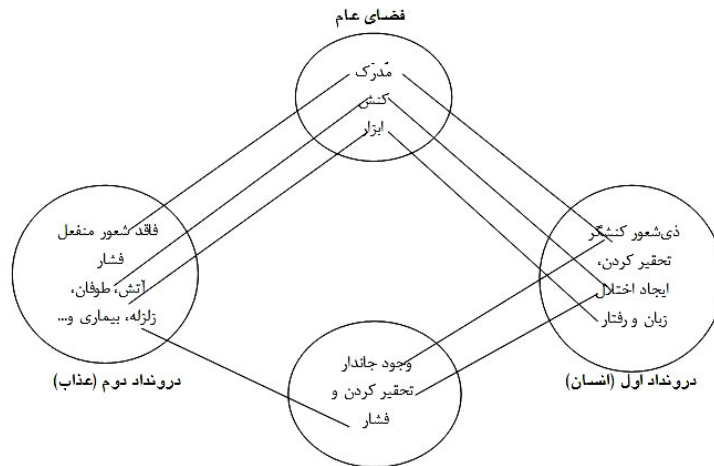 فضای عام
مُدرَک
کنش
ابزار
ذی‌شعور کنشگر
تحقیر کردن،
ایجاد اختلال
زبان و رفتار
درونداد اول (انسان)
فاقد شعور منفعل
فشار
آتش، طوفان،
زلزله، بیماری و...
درونداد دوم (عذاب)
وجود جاندار
تحقیر کردن و
فشار